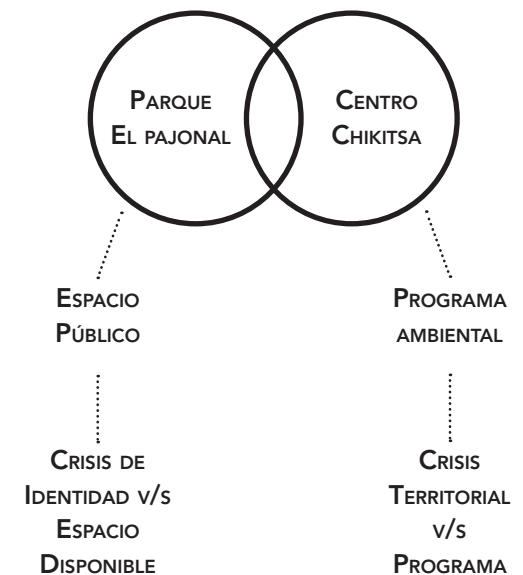 Parque
El pajonal
Centro
Chikitsa
Espacio
Público
Programa
ambiental
Crisis de
Identidad v/s
Espacio
Disponible
Crisis
Territorial
v/s
Programa